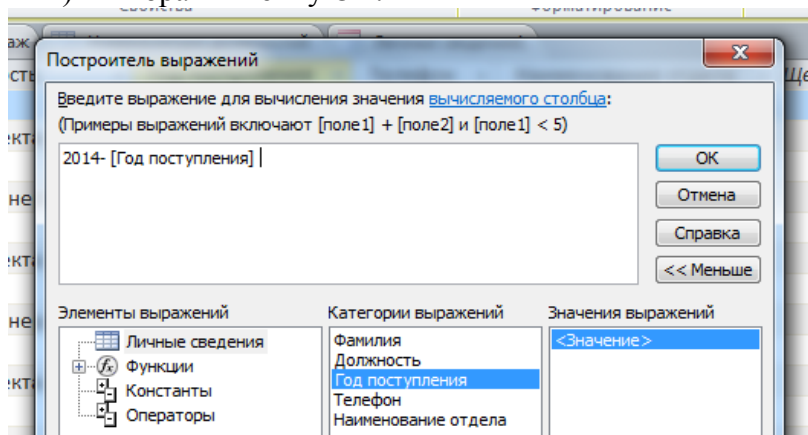 Построитель выражений
Введите выражение для вычисления значения вычисляемого столбца:
(Примеры выражений включают [поле1] + [поле2] и [поле1] < 5)
2014- [Год поступления]
ОК
Отмена
Справка
<< Меньше
Элементы выражений
Категории выражений
Значения выражений
Личные сведения
Функции
Константы
Операторы
Фамилия
Должность
Год поступления
Телефон
Наименование отдела
<Значение>